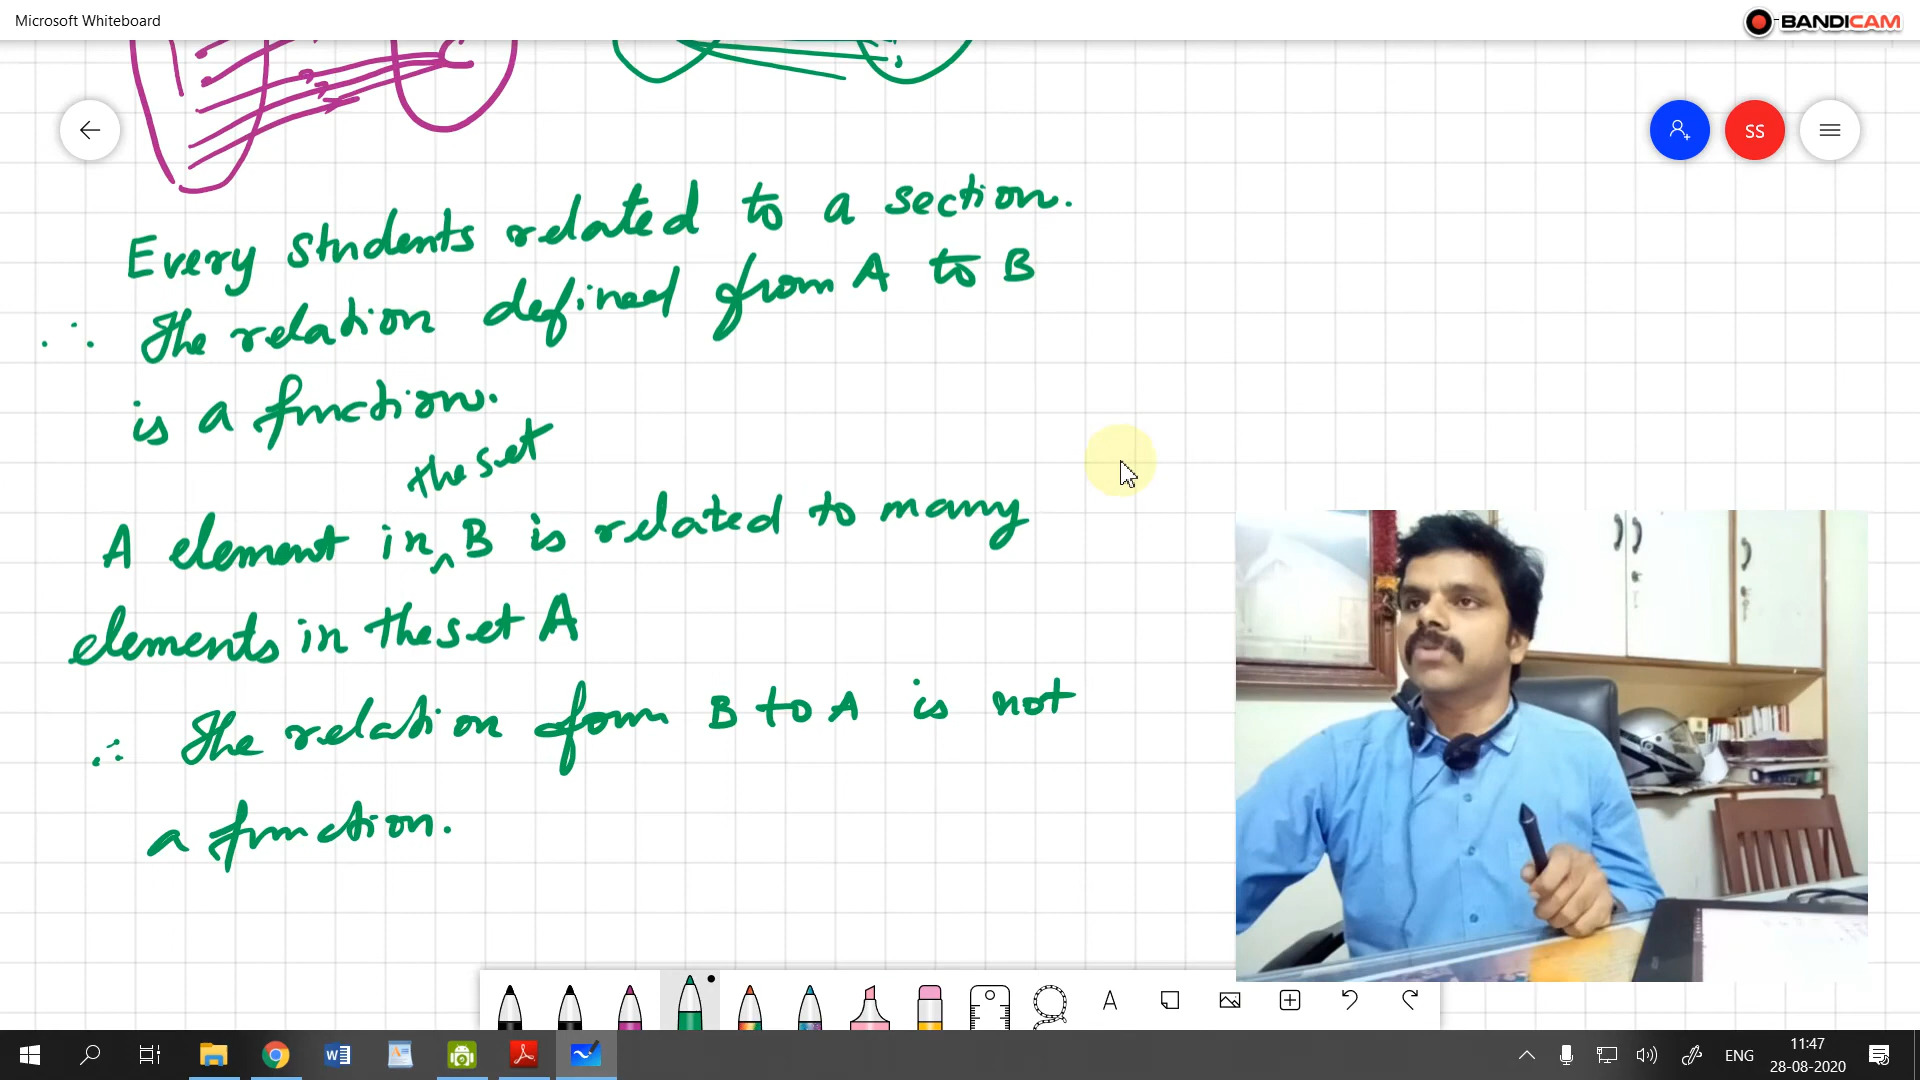 Microsoft Whiteboard
BANDICAM
SS
Every students related to a section.
∴ The relation defined from A to B
is a function.
the set
A element in ^ B is related to many
elements in the set A
∴ The relation form B to A is not
a function.
A
ENG
11:47
28-08-2020